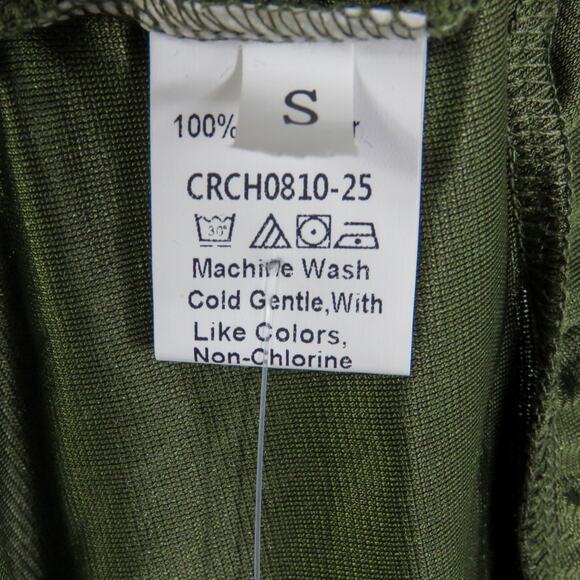 S
100%
CRCH0810-25
30°
Machine Wash
Cold Gentle,With
Like Colors,
Non-Chlorine